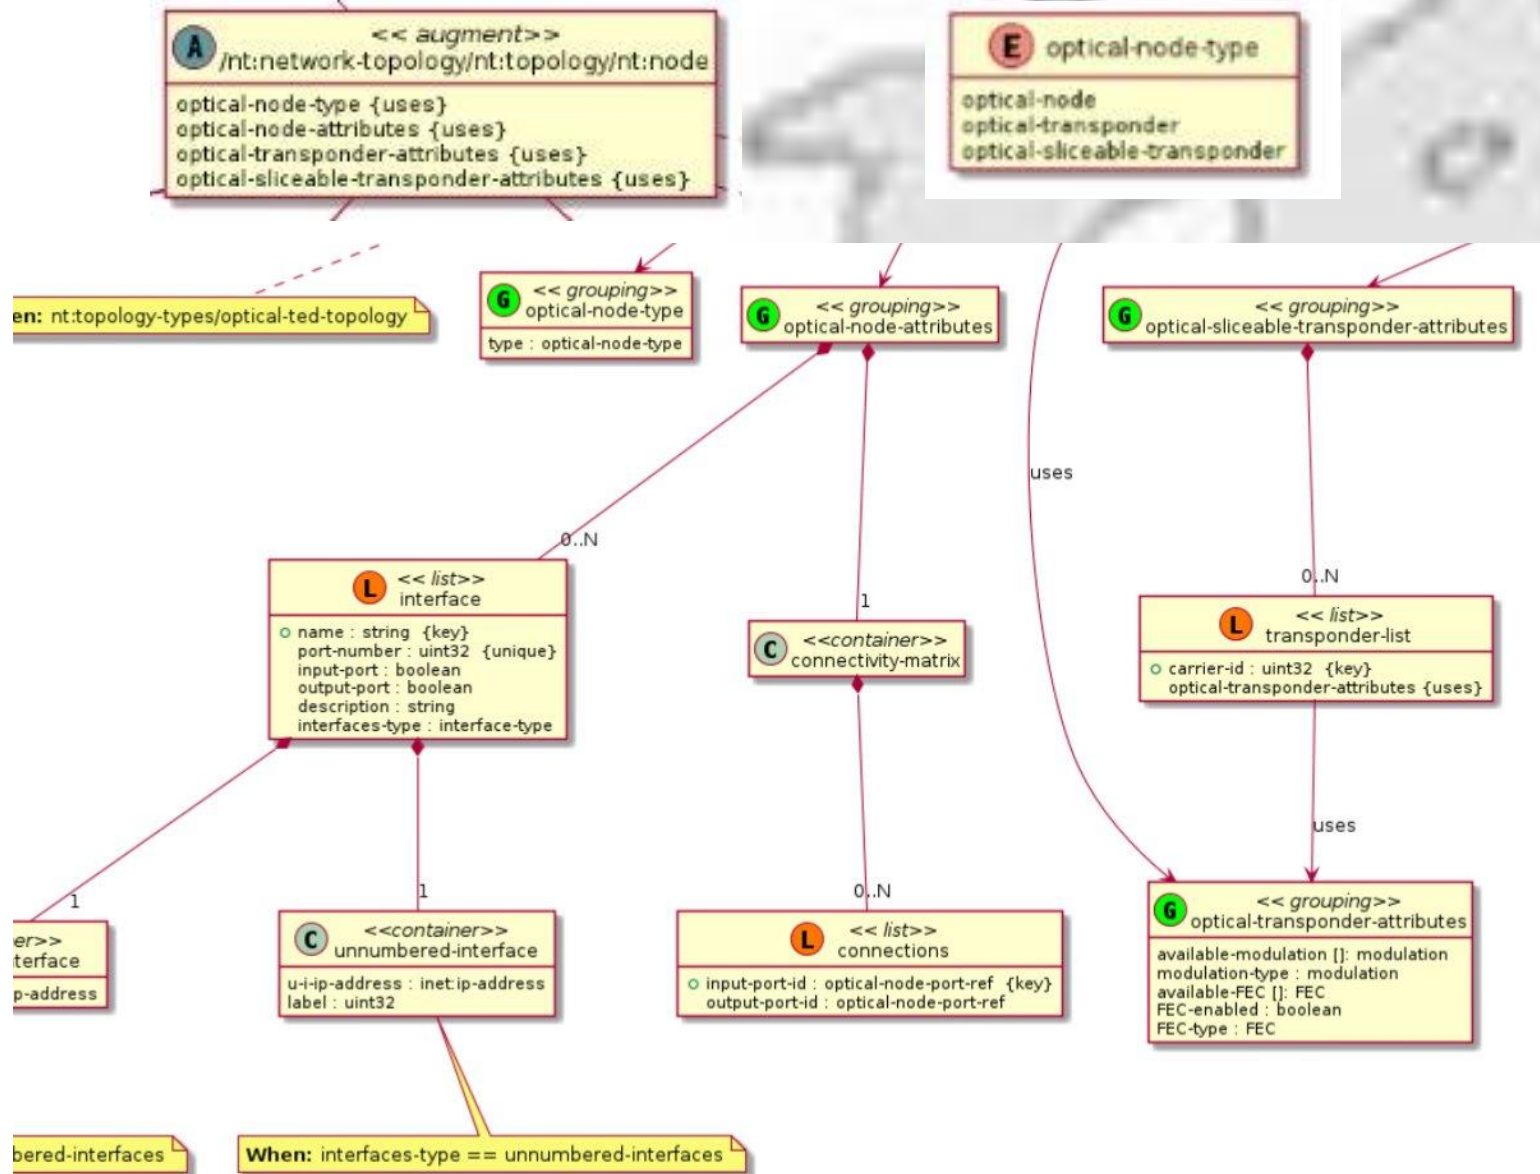 A << augment>>
/nt:network-topology/nt:topology/nt:node
optical-node-type {uses}
optical-node-attributes {uses}
optical-transponder-attributes {uses}
optical-sliceable-transponder-attributes {uses}
E optical-node-type
optical-node
optical-transponder
optical-sliceable-transponder
en: nt:topology-types/optical-ted-topology
G << grouping>>
optical-node-type
type : optical-node-type
G << grouping>>
optical-node-attributes
G << grouping>>
optical-sliceable-transponder-attributes
uses
0..N
L << list>>
interface
name : string {key}
port-number : uint32 {unique}
input-port : boolean
output-port : boolean
description : string
interfaces-type : interface-type
1
C <<container>>
connectivity-matrix
0..N
L << list>>
transponder-list
carrier-id : uint32 {key}
optical-transponder-attributes {uses}
uses
1
er>>
terface
p-address
1
C <<container>>
unnumbered-interface
u-i-ip-address : inet:ip-address
label : uint32
0..N
L << list>>
connections
input-port-id : optical-node-port-ref {key}
output-port-id : optical-node-port-ref
G << grouping>>
optical-transponder-attributes
available-modulation []: modulation
modulation-type : modulation
available-FEC []: FEC
FEC-enabled : boolean
FEC-type : FEC
bered-interfaces
When: interfaces-type == unnumbered-interfaces